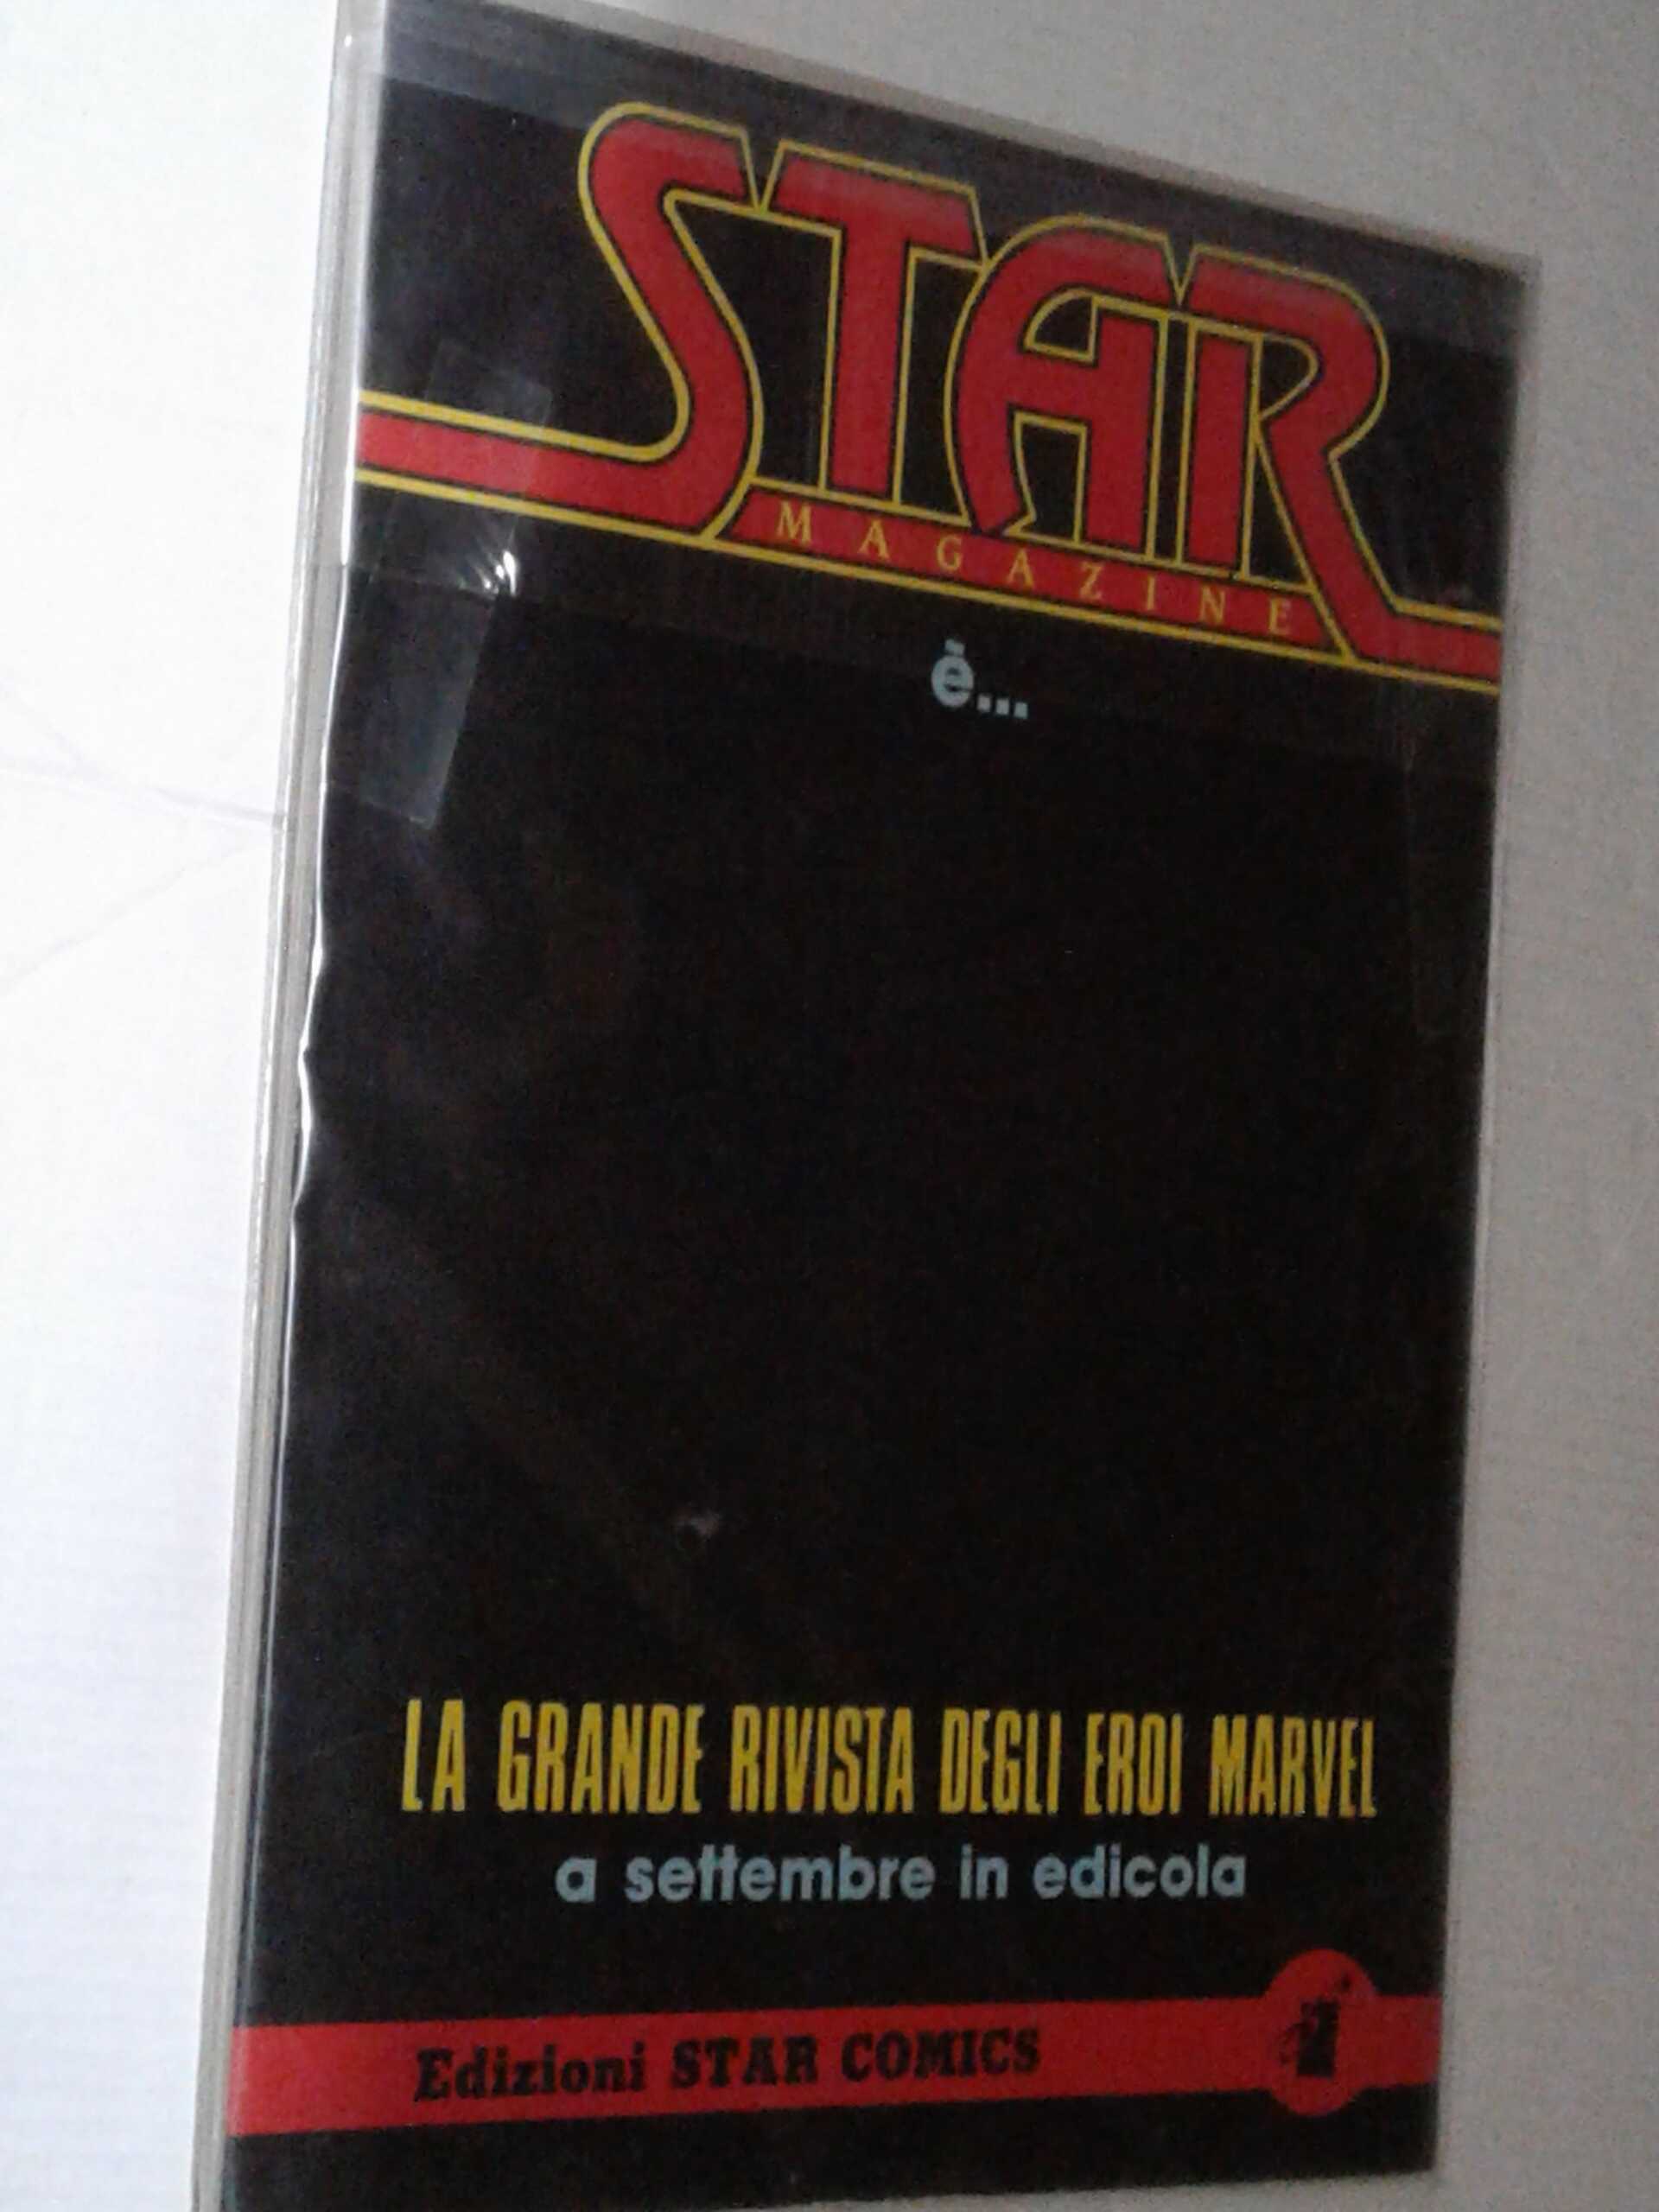 STAR
MAGAZINE
è...
LA GRANDE RIVISTA DEGLI EROI MARVEL
a settembre in edicola
Edizioni STAR COMICS